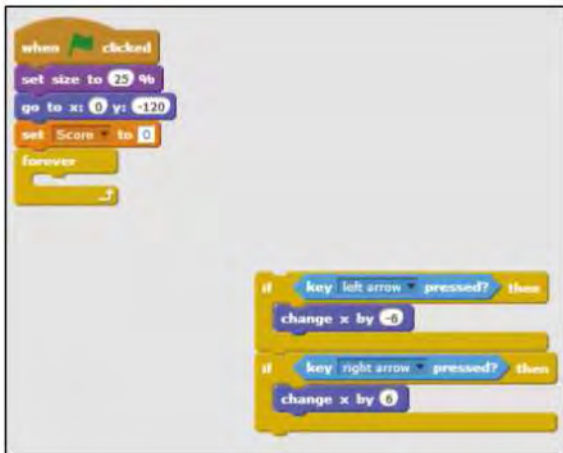 when clicked
set size to 25 %
go to x: 0 y: -120
set Score to 0
forever
if key left arrow pressed? then
change x by -6
if key right arrow pressed? then
change x by 6